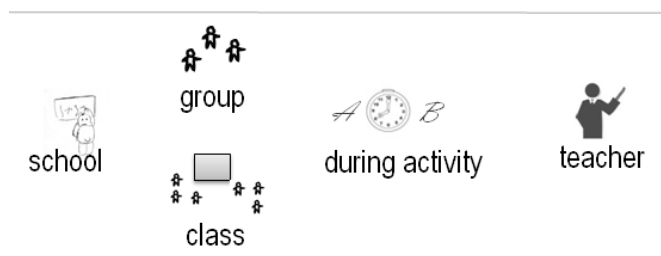 group
A B
school
during activity
teacher
class